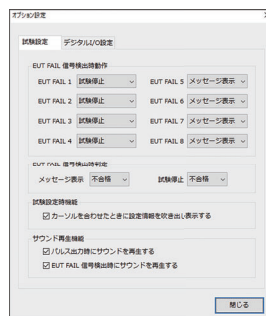 オプション設定
試験設定 デジタルI/O設定
EUT FAIL 信号検出時動作
EUT FAIL 1 試験停止 EUT FAIL 5 メッセージ表示
EUT FAIL 2 試験停止 EUT FAIL 6 メッセージ表示
EUT FAIL 3 試験停止 EUT FAIL 7 メッセージ表示
EUT FAIL 4 試験停止 EUT FAIL 8 メッセージ表示
EUT FAIL 信号検出時判定
メッセージ表示 不合格 試験停止 不合格
試験設定時機能
カーソルを合わせたときに設定情報を吹き出し表示する
サウンド再生機能
パルス出力時にサウンドを再生する
EUT FAIL 信号検出時にサウンドを再生する
閉じる